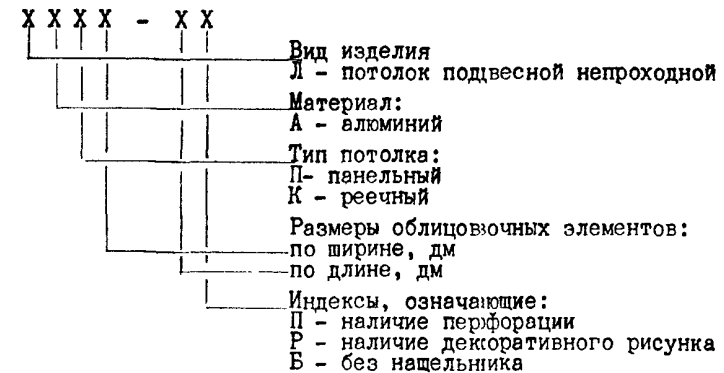 Х Х Х Х - Х Х
Вид изделия
Л - потолок подвесной непроходной
Материал:
А - алюминий
Тип потолка:
П- панельный
К - реечный
Размеры облицовочных элементов:
по ширине, дм
по длине, дм
Индексы, означающие:
П - наличие перфорации
Р - наличие декоративного рисунка
Б - без нащельника